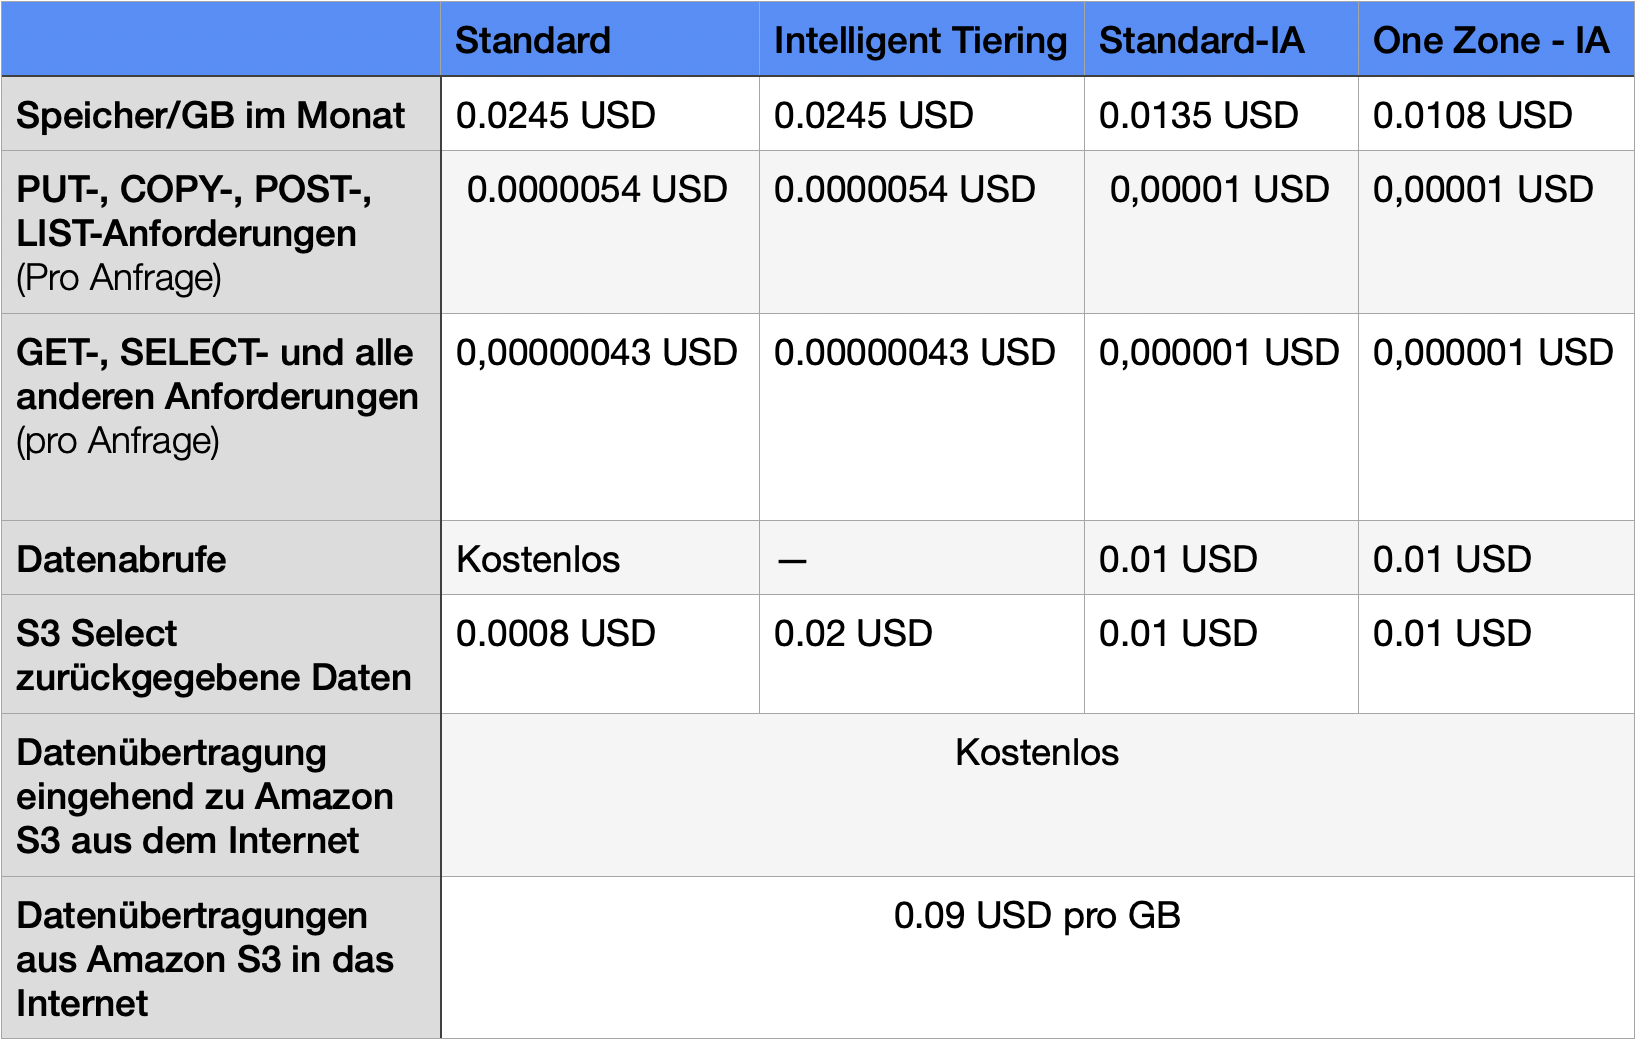 Standard Intelligent Tiering Standard-IA One Zone - IA
Speicher/GB im Monat 0.0245 USD 0.0245 USD 0.0135 USD 0.0108 USD
PUT-, COPY-, POST-, 0.0000054 USD 0.0000054 USD 0,00001 USD 0,00001 USD
LIST-Anforderungen
(Pro Anfrage)
GET-, SELECT- und alle 0,00000043 USD 0.00000043 USD 0,000001 USD 0,000001 USD
anderen Anforderungen
(pro Anfrage)
Datenabrufe Kostenlos — 0.01 USD 0.01 USD
S3 Select 0.0008 USD 0.02 USD 0.01 USD 0.01 USD
zurückgegebene Daten
Datenübertragung Kostenlos
eingehend zu Amazon
S3 aus dem Internet
Datenübertragungen 0.09 USD pro GB
aus Amazon S3 in das
Internet